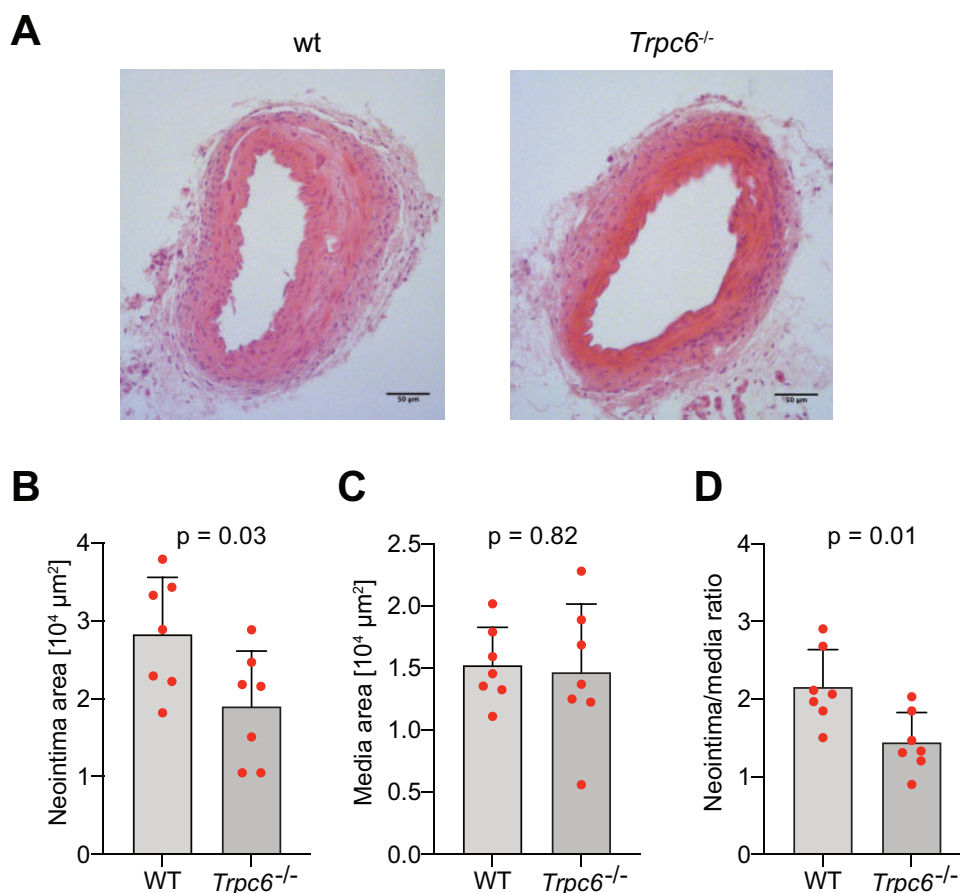 A
wt
Trpc6-/-
50 µm
50 µm
B
C
D
p = 0.03
p = 0.82
p = 0.01
Neointima area [10⁴ µm²]
4
3
2
1
0
WT
Trpc6-/-
Media area [10⁴ µm²]
2.5
2.0
1.5
1.0
0.5
0.0
WT
Trpc6-/-
Neointima/media ratio
4
3
2
1
0
WT
Trpc6-/-